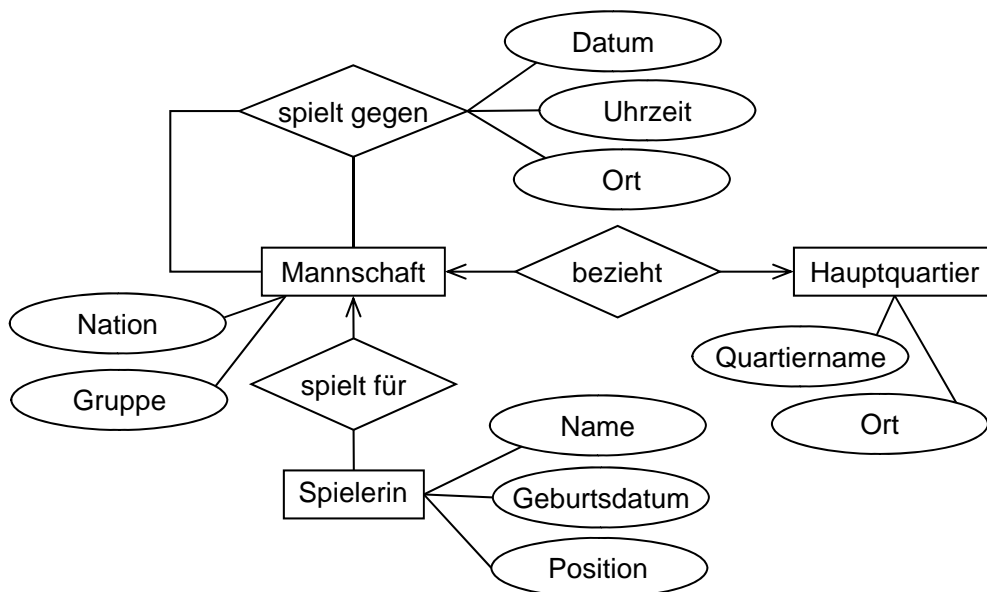 Datum
spielt gegen
Uhrzeit
Ort
Mannschaft
bezieht
Hauptquartier
Nation
Quartiername
Gruppe
spielt für
Name
Ort
Spielerin
Geburtsdatum
Position